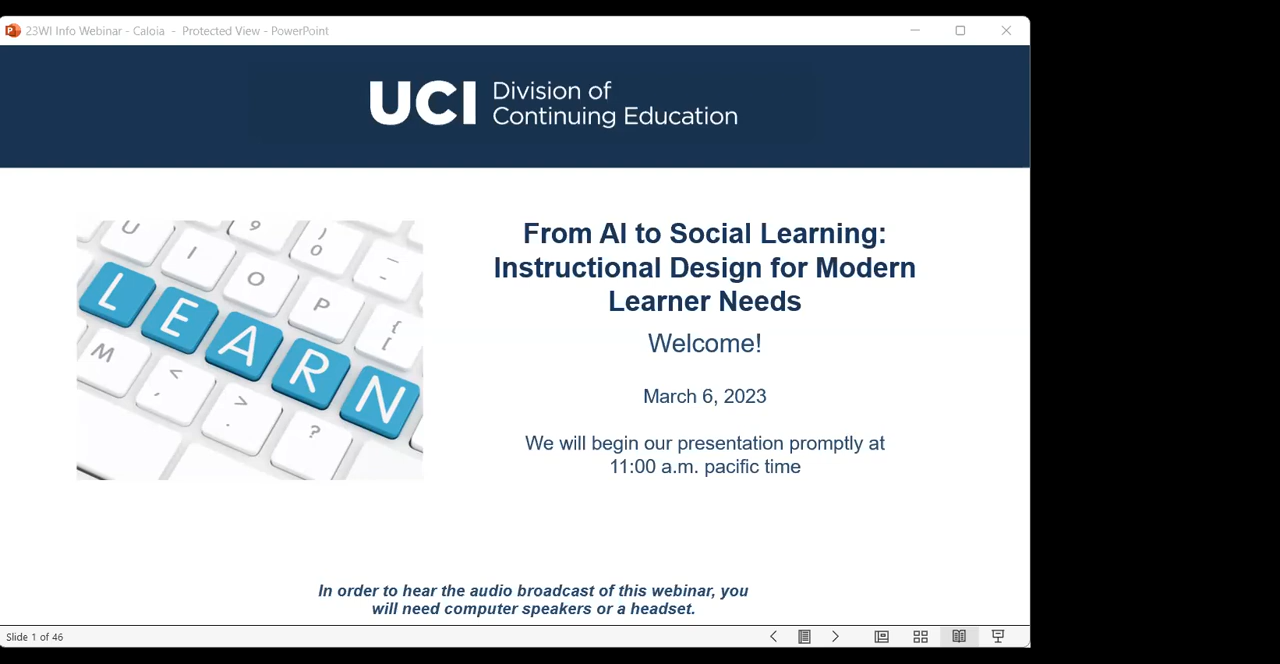 23WI Info Webinar - Caloia - Protected View - PowerPoint
UCI Division of
Continuing Education
From AI to Social Learning:
Instructional Design for Modern
Learner Needs
Welcome!
March 6, 2023
We will begin our presentation promptly at
11:00 a.m. pacific time
U 9 )
0
I O P _
-
{
[
L E A R N
M < ,
> .
?
In order to hear the audio broadcast of this webinar, you
will need computer speakers or a headset.
Slide 1 of 46